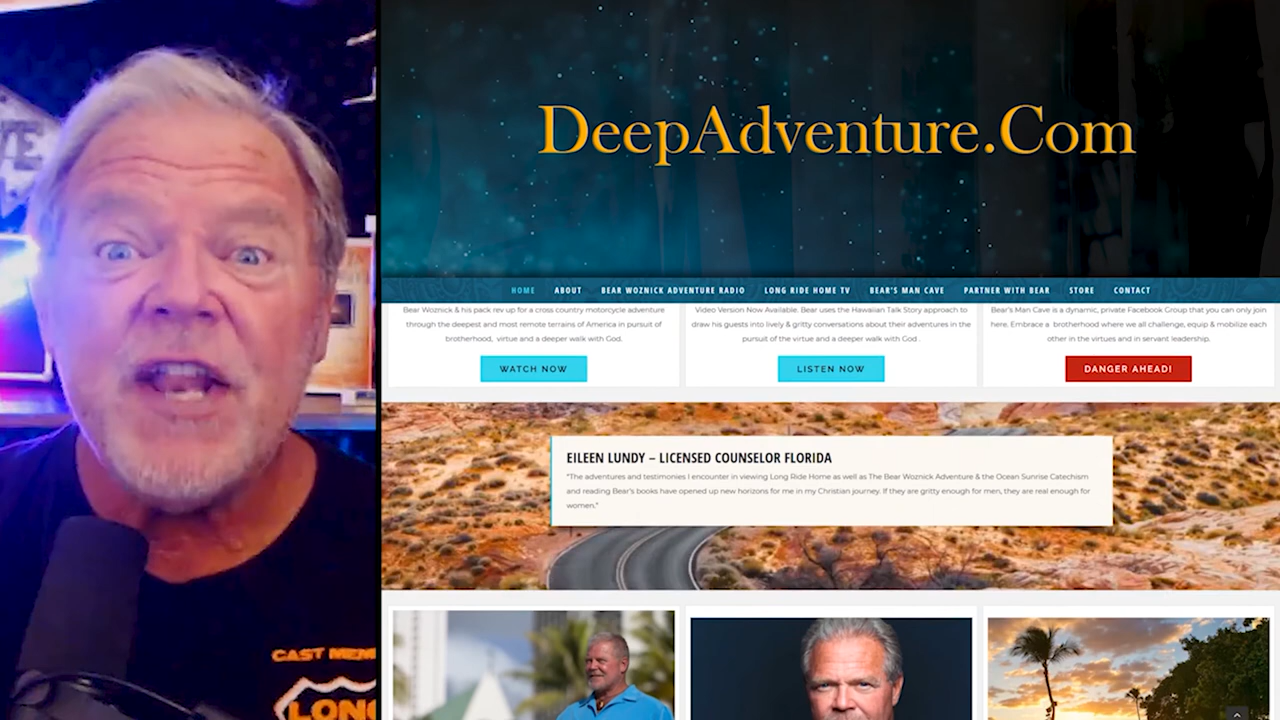 DeepAdventure.Com
HOME ABOUT BEAR WOZNICK ADVENTURE RADIO LONG RIDE HOME TV BEAR'S MAN CAVE PARTNER WITH BEAR STORE CONTACT
Bear Woznick & his pack rev up for a cross country motorcycle adventure
through the deepest and most remote terrains of America in pursuit of
brotherhood, virtue and a deeper walk with God.
WATCH NOW
Video Version Now Available. Bear uses the Hawaiian Talk Story approach to
draw his guests into lively & gritty conversations about their adventures in the
pursuit of the virtue and a deeper walk with God .
LISTEN NOW
Bear's Man Cave is a dynamic, private Facebook Group that you can only join
here. Embrace a brotherhood where we all challenge, equip & mobilize each
other in the virtues and in servant leadership.
DANGER AHEAD!
EILEEN LUNDY – LICENSED COUNSELOR FLORIDA
"The adventures and testimonies I encounter in viewing Long Ride Home as well as The Bear Woznick Adventure & the Ocean Sunrise Catechism
and reading Bear's books have opened up new horizons for me in my Christian journey. If they are gritty enough for men, they are real enough for
women."
CAST MEM
LONG